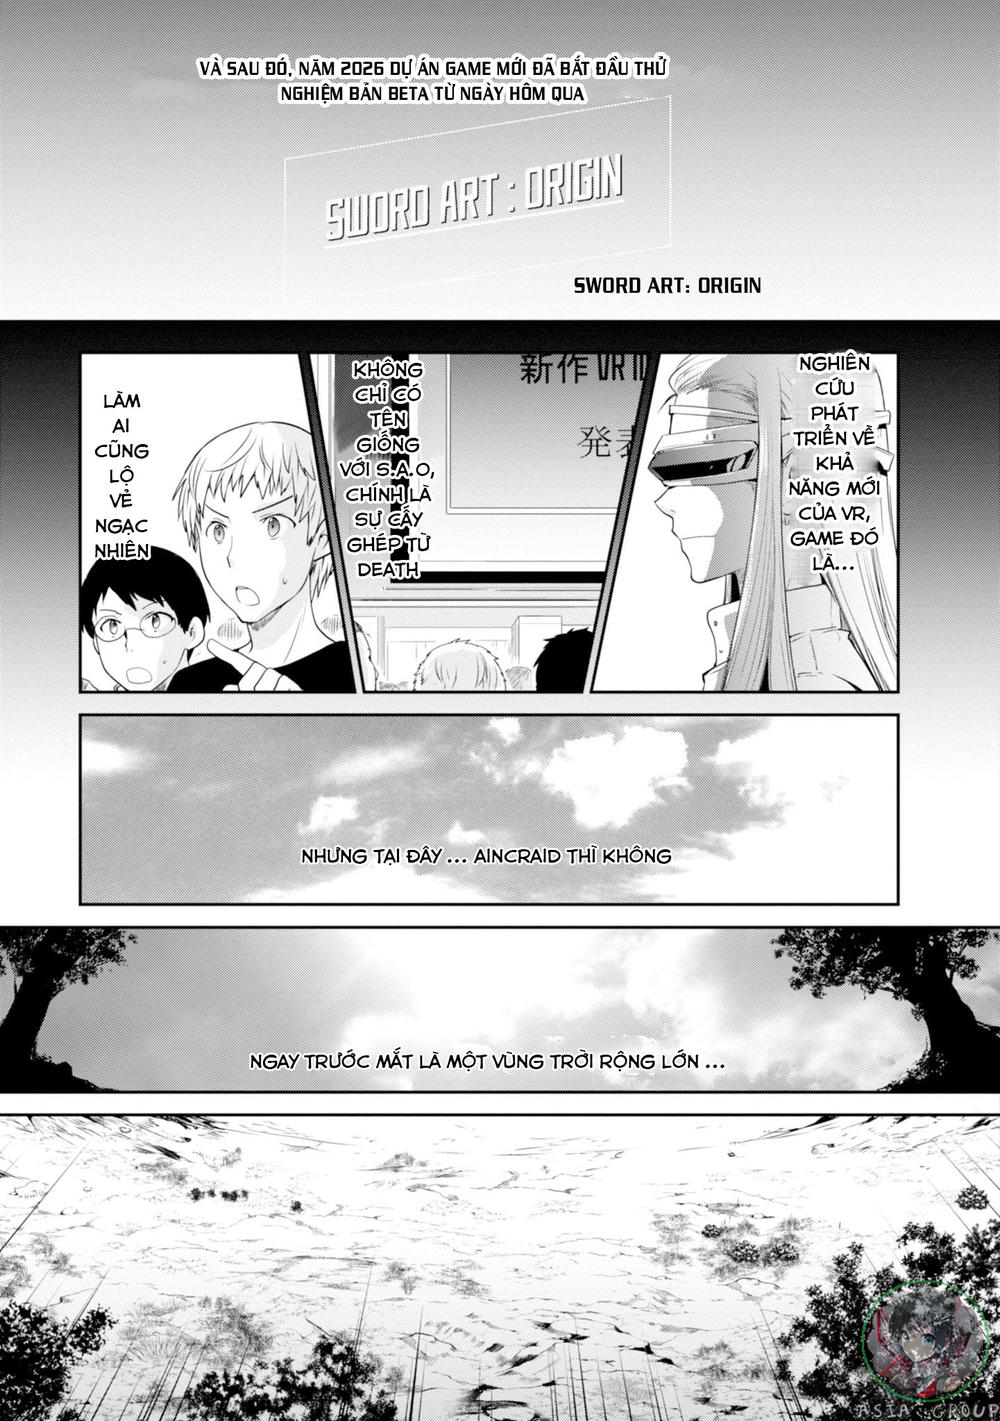 VÀ SAU ĐÓ, NĂM 2026 DỰ ÁN GAME MỚI ĐÃ BẮT ĐẦU THỬ
NGHIỆM BẢN BETA TỪ NGÀY HÔM QUA
SWORD ART : ORIGIN
SWORD ART: ORIGIN
NGHIÊN
CỨU
PHÁT
TRIỂN VỀ
KHẢ
NĂNG MỚI
CỦA VR,
GAME ĐÓ
LÀ...
新作VR
発表
KHÔNG
CHỈ CÓ
TÊN
GIỐNG
VỚI S.A.O,
CHÍNH LÀ
SỰ CẤY
GHÉP TỪ
DEATH
LÀM
AI
CŨNG
LỘ
VẺ
NGẠC
NHIÊN
NHƯNG TẠI ĐÂY ... AINCRAID THÌ KHÔNG
NGAY TRƯỚC MẮT LÀ MỘT VÙNG TRỜI RỘNG LỚN ...
ASIA GROUP